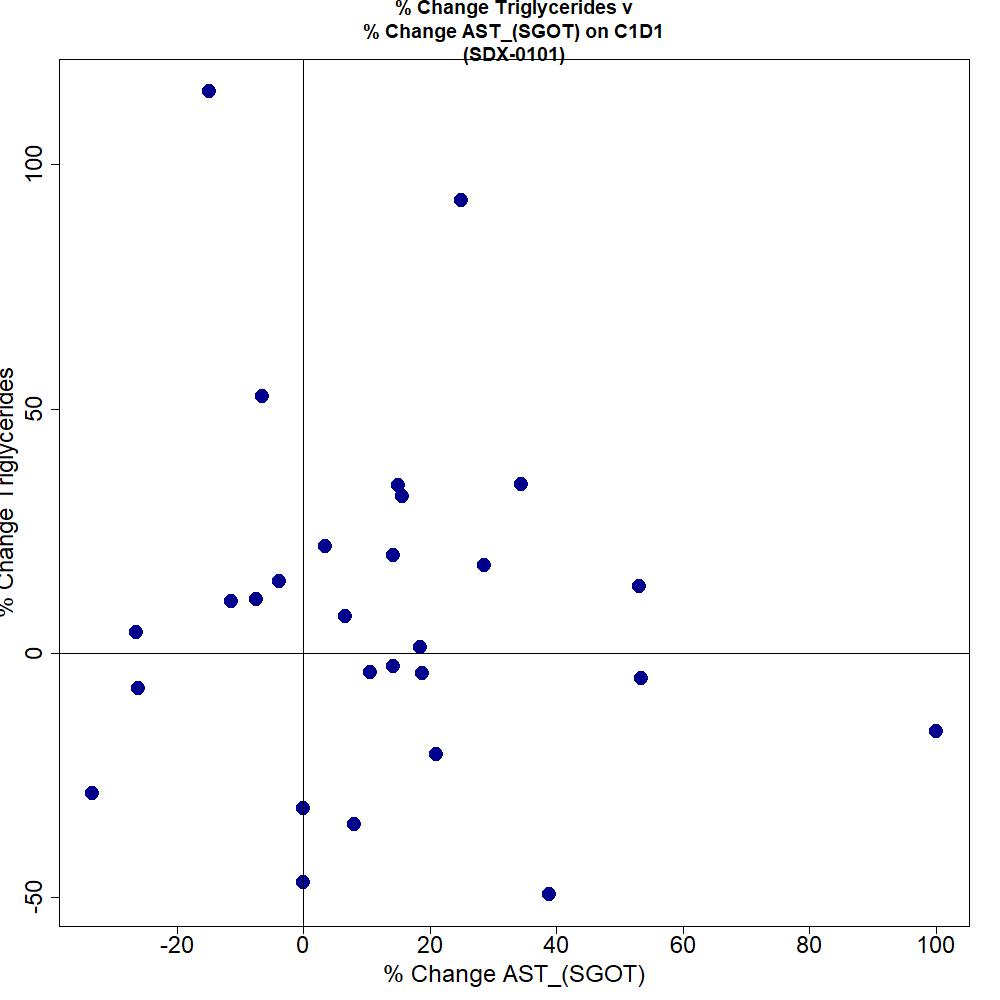 % Change Triglycerides v
% Change AST_(SGOT) on C1D1
(SDX-0101)
% Change Triglycerides
100
50
0
-50
-20 0 20 40 60 80 100
% Change AST_(SGOT)